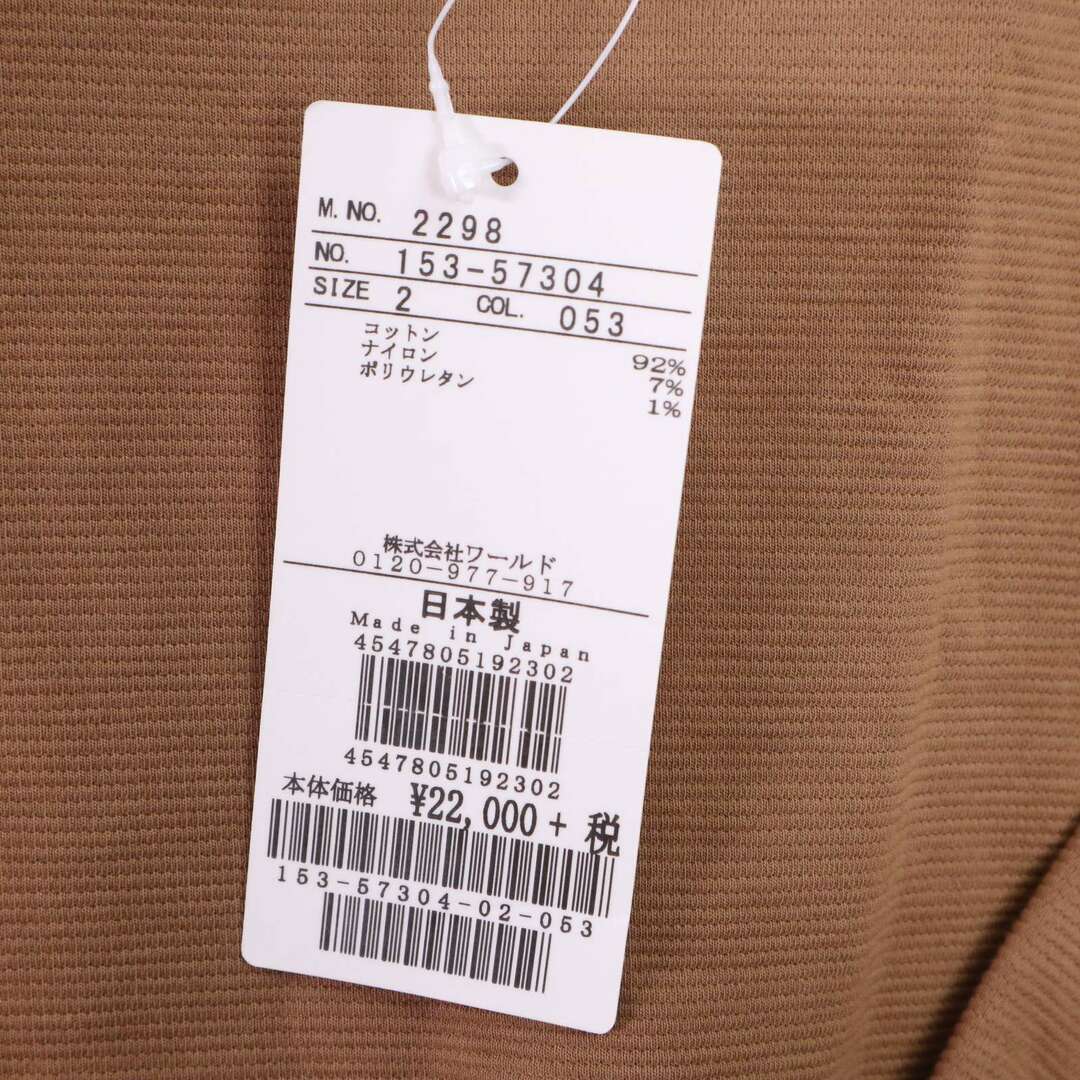 M. NO. 2298
NO. 153-57304
SIZE 2 COL. 053
コットン 92%
ナイロン 7%
ポリウレタン 1%
株式会社ワールド
0120-977-917
日本製
Made in Japan
4547805192302
4547805192302
本体価格 ¥22,000 + 税
153-57304-02-053